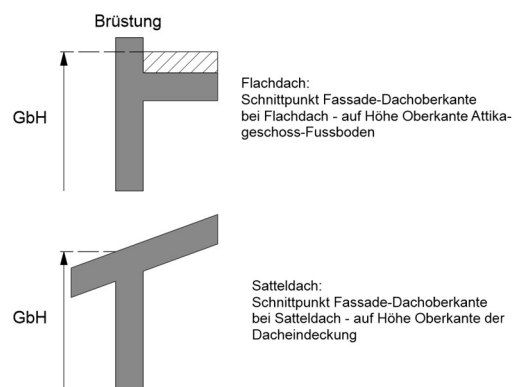 Brüstung
GbH
Flachdach:
Schnittpunkt Fassade-Dachoberkante
bei Flachdach - auf Höhe Oberkante Attika-
geschoss-Fussboden
GbH
Satteldach:
Schnittpunkt Fassade-Dachoberkante
bei Satteldach - auf Höhe Oberkante der
Dacheindeckung